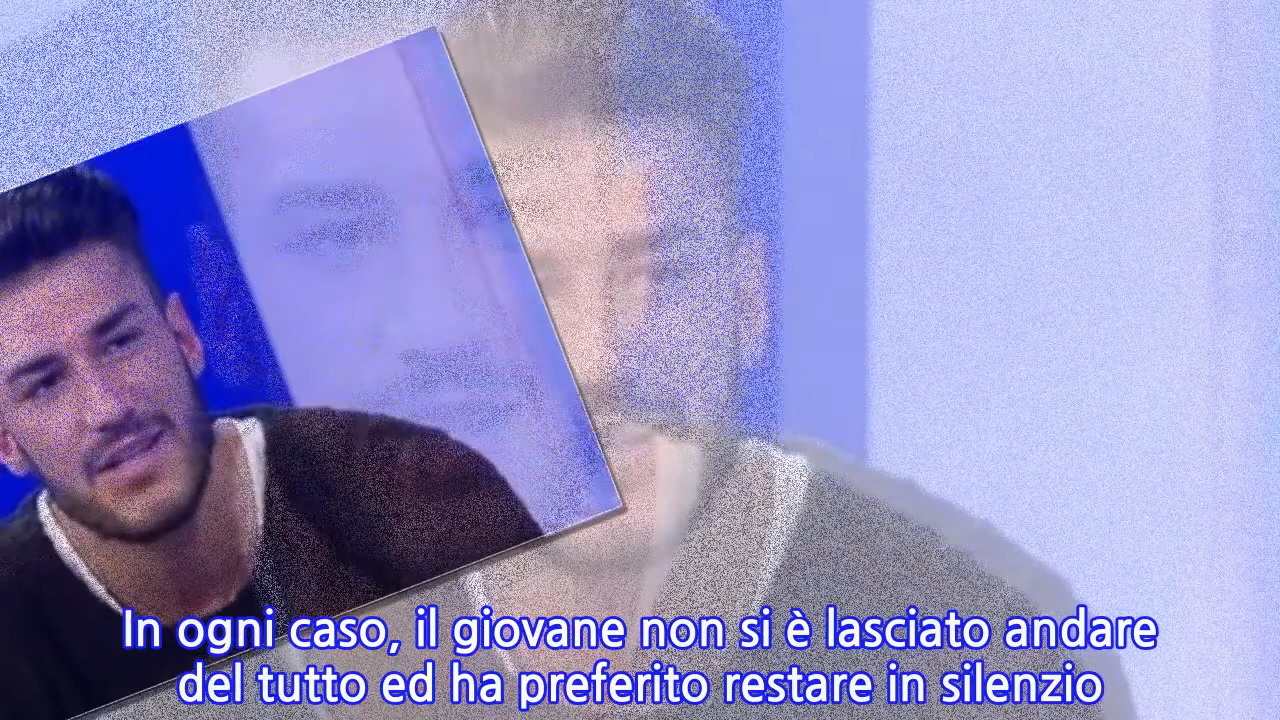 In ogni caso, il giovane non si è lasciato andare
del tutto ed ha preferito restare in silenzio